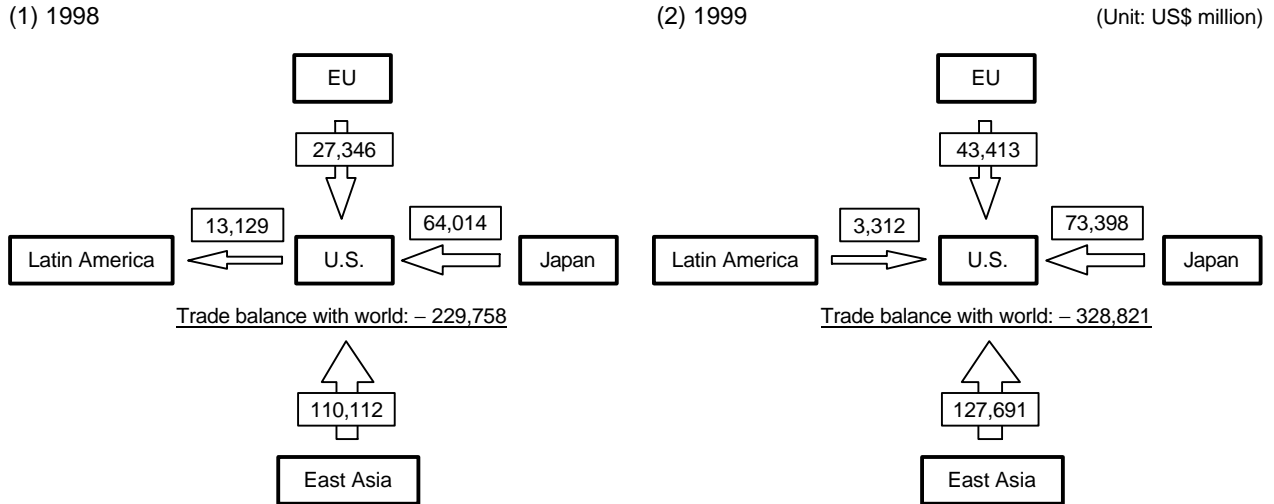 (1) 1998
EU
27,346
13,129
64,014
Latin America
U.S.
Japan
Trade balance with world: – 229,758
110,112
East Asia
(2) 1999
(Unit: US$ million)
EU
43,413
3,312
73,398
Latin America
U.S.
Japan
Trade balance with world: – 328,821
127,691
East Asia